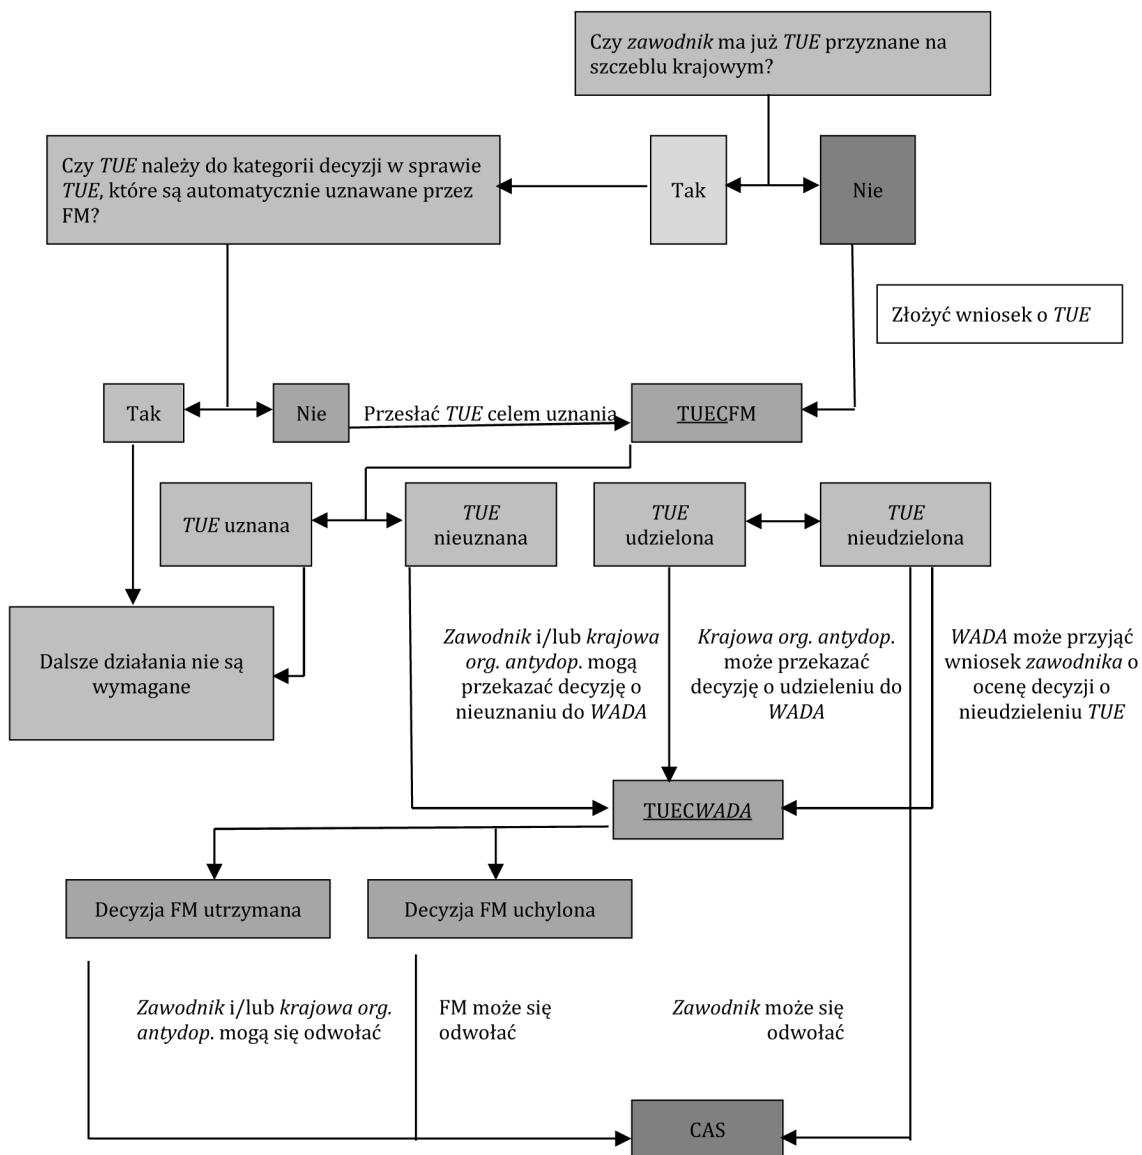 Czy zawodnik ma już TUE przyznane na
szczeblu krajowym?
Czy TUE należy do kategorii decyzji w sprawie
TUE, które są automatycznie uznawane przez
FM?
Tak
Nie
Złożyć wniosek o TUE
Tak
Nie
Przesłać TUE celem uznania
TUECFM
TUE uznana
TUE
nieuznana
TUE
udzielona
TUE
nieudzielona
Dalsze działania nie są
wymagane
Zawodnik i/lub krajowa
org. antydop. mogą
przekazać decyzję o
nieuznaniu do WADA
Krajowa org. antydop.
może przekazać
decyzję o udzieleniu do
WADA
WADA może przyjąć
wniosek zawodnika o
ocenę decyzji o
nieudzieleniu TUE
TUECWADA
Decyzja FM utrzymana
Decyzja FM uchylona
Zawodnik i/lub krajowa org.
antydop. mogą się odwołać
FM może się
odwołać
Zawodnik może się
odwołać
CAS